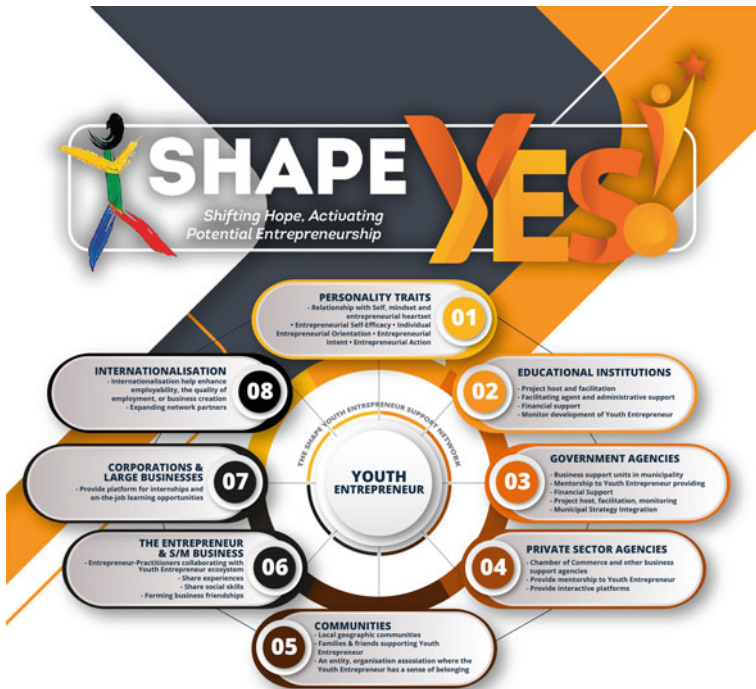 SHAPE YES!
Shifting Hope, Activating
Potential Entrepreneurship
PERSONALITY TRAITS
- Relationship with Self, mindset and
entrepreneurial heartset
• Entrepreneurial Self-Efficacy • Individual
Entrepreneurial Orientation • Entrepreneurial
Intent • Entrepreneurial Action
01
EDUCATIONAL INSTITUTIONS
- Project host and facilitation
- Facilitating agent and administrative support
- Financial support
- Monitor development of Youth Entrepreneur
02
GOVERNMENT AGENCIES
- Business support units in municipality
- Mentorship to Youth Entrepreneur providing
- Financial Support
- Project host, facilitation, monitoring
- Municipal Strategy Integration
03
PRIVATE SECTOR AGENCIES
- Chamber of Commerce and other business
support agencies
- Provide mentorship to Youth Entrepreneur
- Provide interactive platforms
04
COMMUNITIES
- Local geographic communities
- Families & friends supporting Youth
Entrepreneur
- An entity, organisation assosiation where the
Youth Entrepreneur has a sense of belonging
05
THE ENTREPRENEUR
& S/M BUSINESS
- Entrepreneur-Practitioners collaborating with
Youth Entrepreneur ecosystem
- Share experiences
- Share social skills
- Forming business friendships
06
CORPORATIONS &
LARGE BUSINESSES
- Provide platform for internships and
on-the-job learning opportunities
07
INTERNATIONALISATION
- Internationalisation help enhance
employability, the quality of
employment, or business creation
- Expanding network partners
08
THE SHAPE YOUTH ENTREPRENEUR SUPPORT NETWORK
YOUTH
ENTREPRENEUR